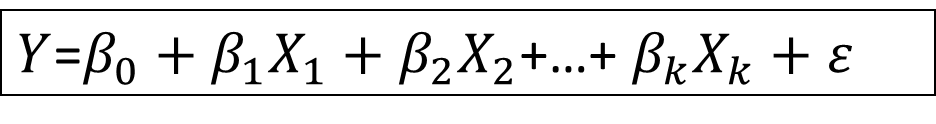 Y=β₀ + β₁X₁ + β₂X₂+...+ βₖXₖ + ε